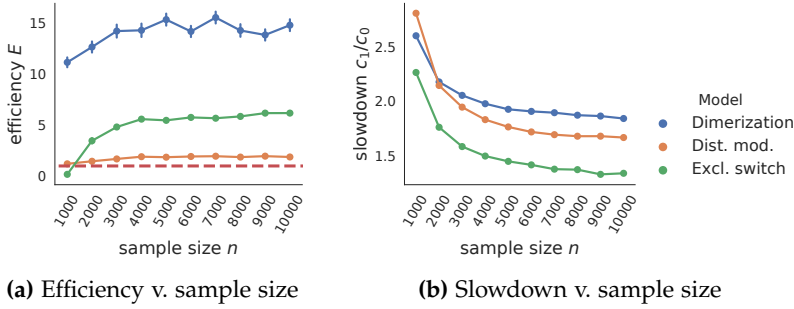 efficiency E
15
10
5
0
1000
2000
3000
4000
5000
6000
7000
8000
9000
10000
sample size n
(a) Efficiency v. sample size
slowdown c₁/c₀
2.5
2.0
1.5
1000
2000
3000
4000
5000
6000
7000
8000
9000
10000
sample size n
(b) Slowdown v. sample size
Model
Dimerization
Dist. mod.
Excl. switch